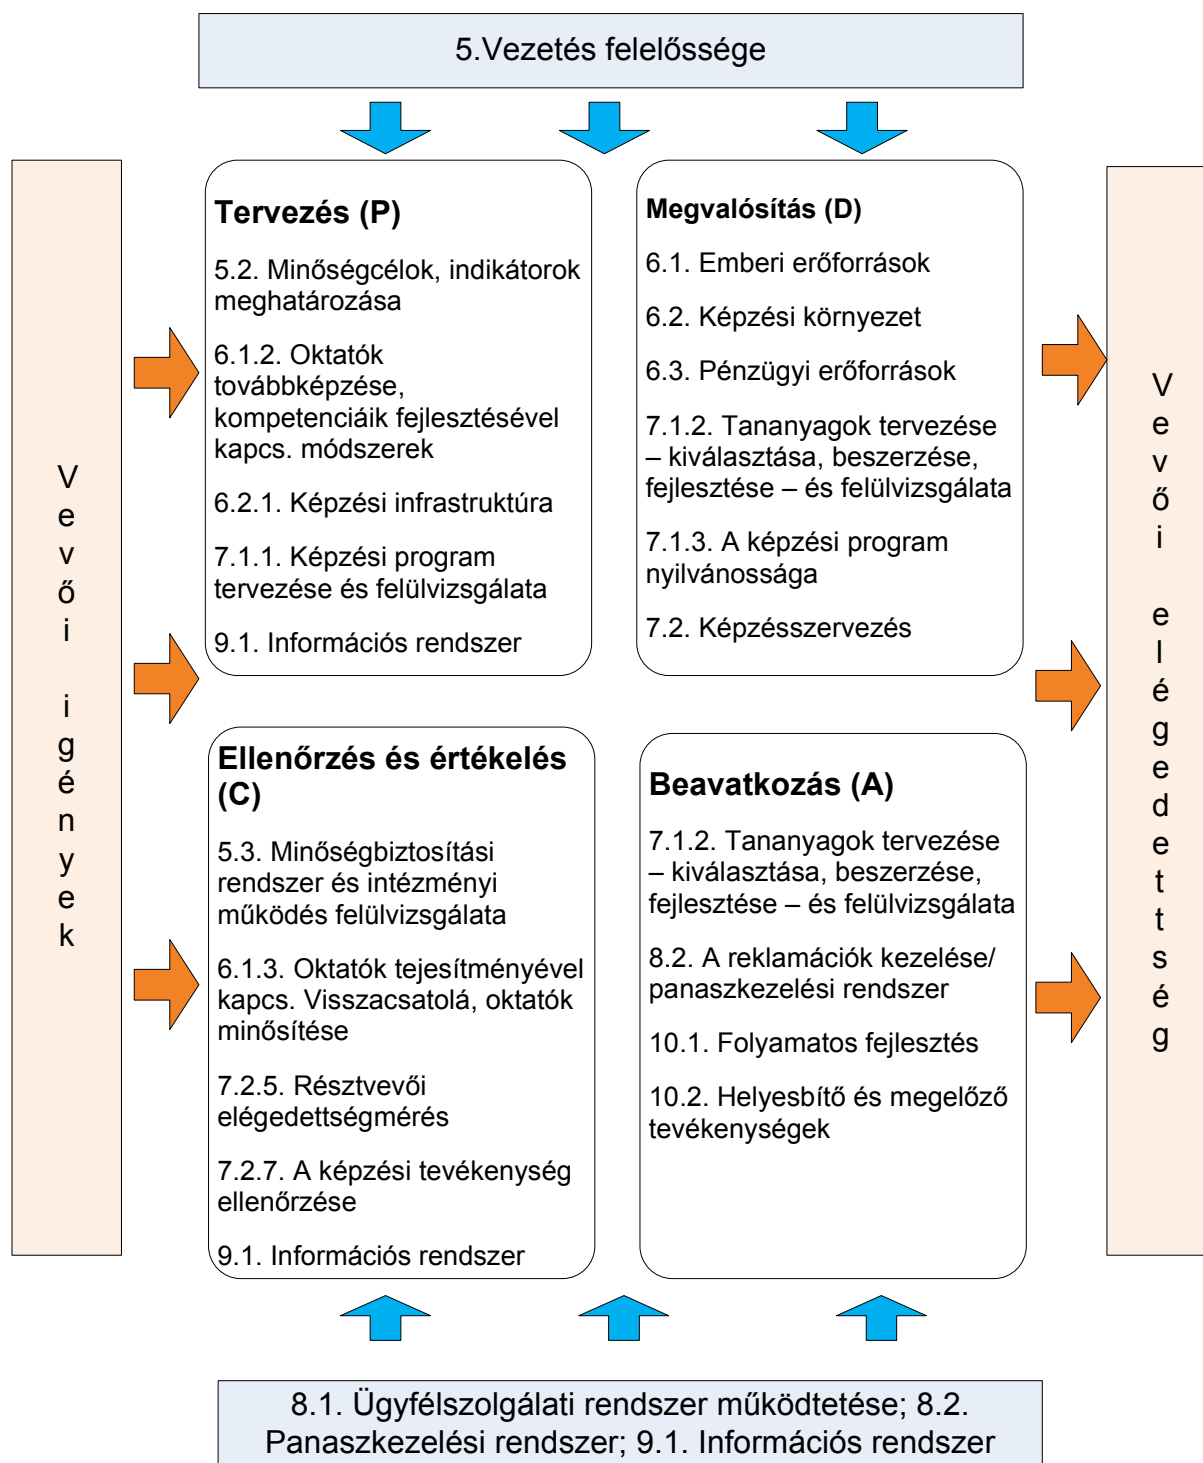 5.Vezetés felelőssége
Vevői igények
Tervezés (P)
5.2. Minőségcélok, indikátorok
meghatározása
6.1.2. Oktatók
továbbképzése,
kompetenciáik fejlesztésével
kapcs. módszerek
6.2.1. Képzési infrastruktúra
7.1.1. Képzési program
tervezése és felülvizsgálata
9.1. Információs rendszer
Megvalósítás (D)
6.1. Emberi erőforrások
6.2. Képzési környezet
6.3. Pénzügyi erőforrások
7.1.2. Tananyagok tervezése
– kiválasztása, beszerzése,
fejlesztése – és felülvizsgálata
7.1.3. A képzési program
nyilvánossága
7.2. Képzésszervezés
Ellenőrzés és értékelés
(C)
5.3. Minőségbiztosítási
rendszer és intézményi
működés felülvizsgálata
6.1.3. Oktatók tejesítményével
kapcs. Visszacsatolá, oktatók
minősítése
7.2.5. Résztvevői
elégedettségmérés
7.2.7. A képzési tevékenység
ellenőrzése
9.1. Információs rendszer
Beavatkozás (A)
7.1.2. Tananyagok tervezése
– kiválasztása, beszerzése,
fejlesztése – és felülvizsgálata
8.2. A reklamációk kezelése/
panaszkezelési rendszer
10.1. Folyamatos fejlesztés
10.2. Helyesbítő és megelőző
tevékenységek
Vevői elégedettség
8.1. Ügyfélszolgálati rendszer működtetése; 8.2.
Panaszkezelési rendszer; 9.1. Információs rendszer